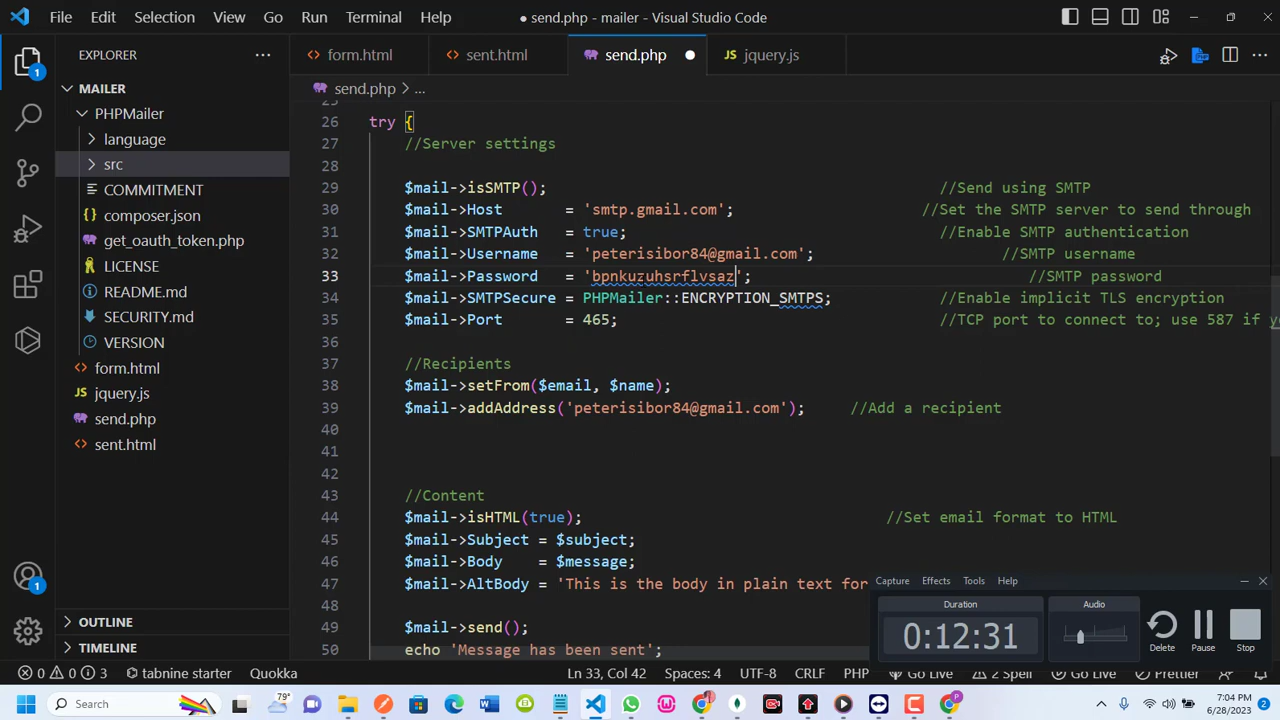 File Edit Selection View Go Run Terminal Help
● send.php - mailer - Visual Studio Code
EXPLORER
form.html sent.html send.php jquery.js
MAILER
send.php > ...
PHPMailer
language
src
COMMITMENT
composer.json
get_oauth_token.php
LICENSE
README.md
SECURITY.md
VERSION
form.html
jquery.js
send.php
sent.html
OUTLINE
TIMELINE
1
1
25
26 try {
27 //Server settings
28
29 $mail->isSMTP(); //Send using SMTP
30 $mail->Host = 'smtp.gmail.com'; //Set the SMTP server to send through
31 $mail->SMTPAuth = true; //Enable SMTP authentication
32 $mail->Username = 'peterisibor84@gmail.com'; //SMTP username
33 $mail->Password = 'bpnkuzuhsrflvsaz'; //SMTP password
34 $mail->SMTPSecure = PHPMailer::ENCRYPTION_SMTPS; //Enable implicit TLS encryption
35 $mail->Port = 465; //TCP port to connect to; use 587 if
36
37 //Recipients
38 $mail->setFrom($email, $name);
39 $mail->addAddress('peterisibor84@gmail.com'); //Add a recipient
40
41
42
43 //Content
44 $mail->isHTML(true); //Set email format to HTML
45 $mail->Subject = $subject;
46 $mail->Body = $message;
47 $mail->AltBody = 'This is the body in plain text for
48
49 $mail->send();
50 echo 'Message has been sent';
Capture Effects Tools Help
Duration Audio
0:12:31
Delete Pause Stop
0 0 3 tabnine starter Quokka Ln 33, Col 42 Spaces: 4 UTF-8 CRLF PHP Go Live 2 Spell Go Live Prettier
Search 79° 7:04 PM
6/28/2023